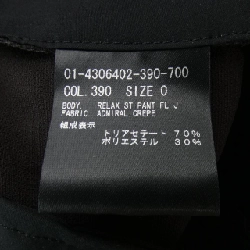 01-4306402-390-700
COL. 390 SIZE 0
BODY. RELAX ST PANT FL J
FABRIC. ADMIRAL CREPE
組成表示
トリアセテート 70%
ポリエステル 30%